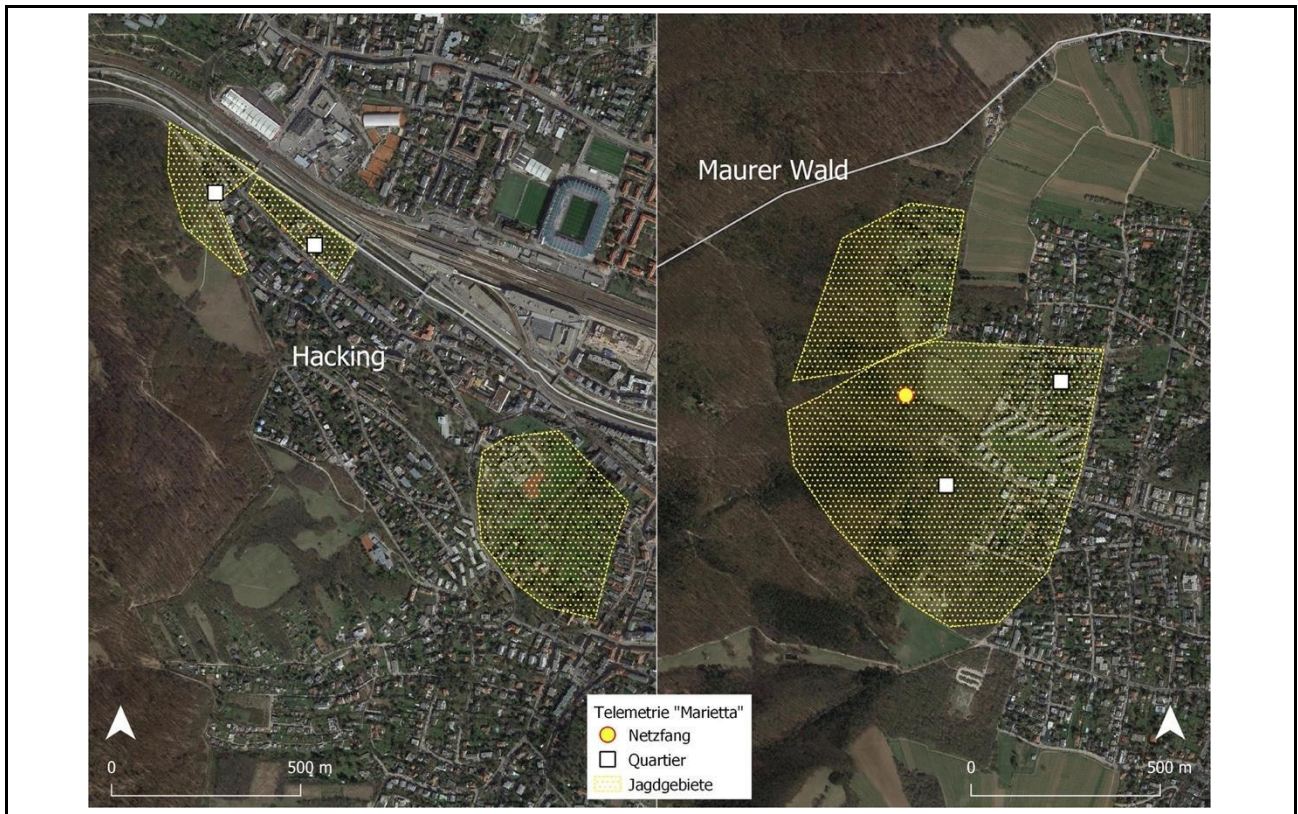 Maurer Wald
Hacking
Telemetrie "Marietta"
Netzfang
Quartier
Jagdgebiete
0 500 m
0 500 m